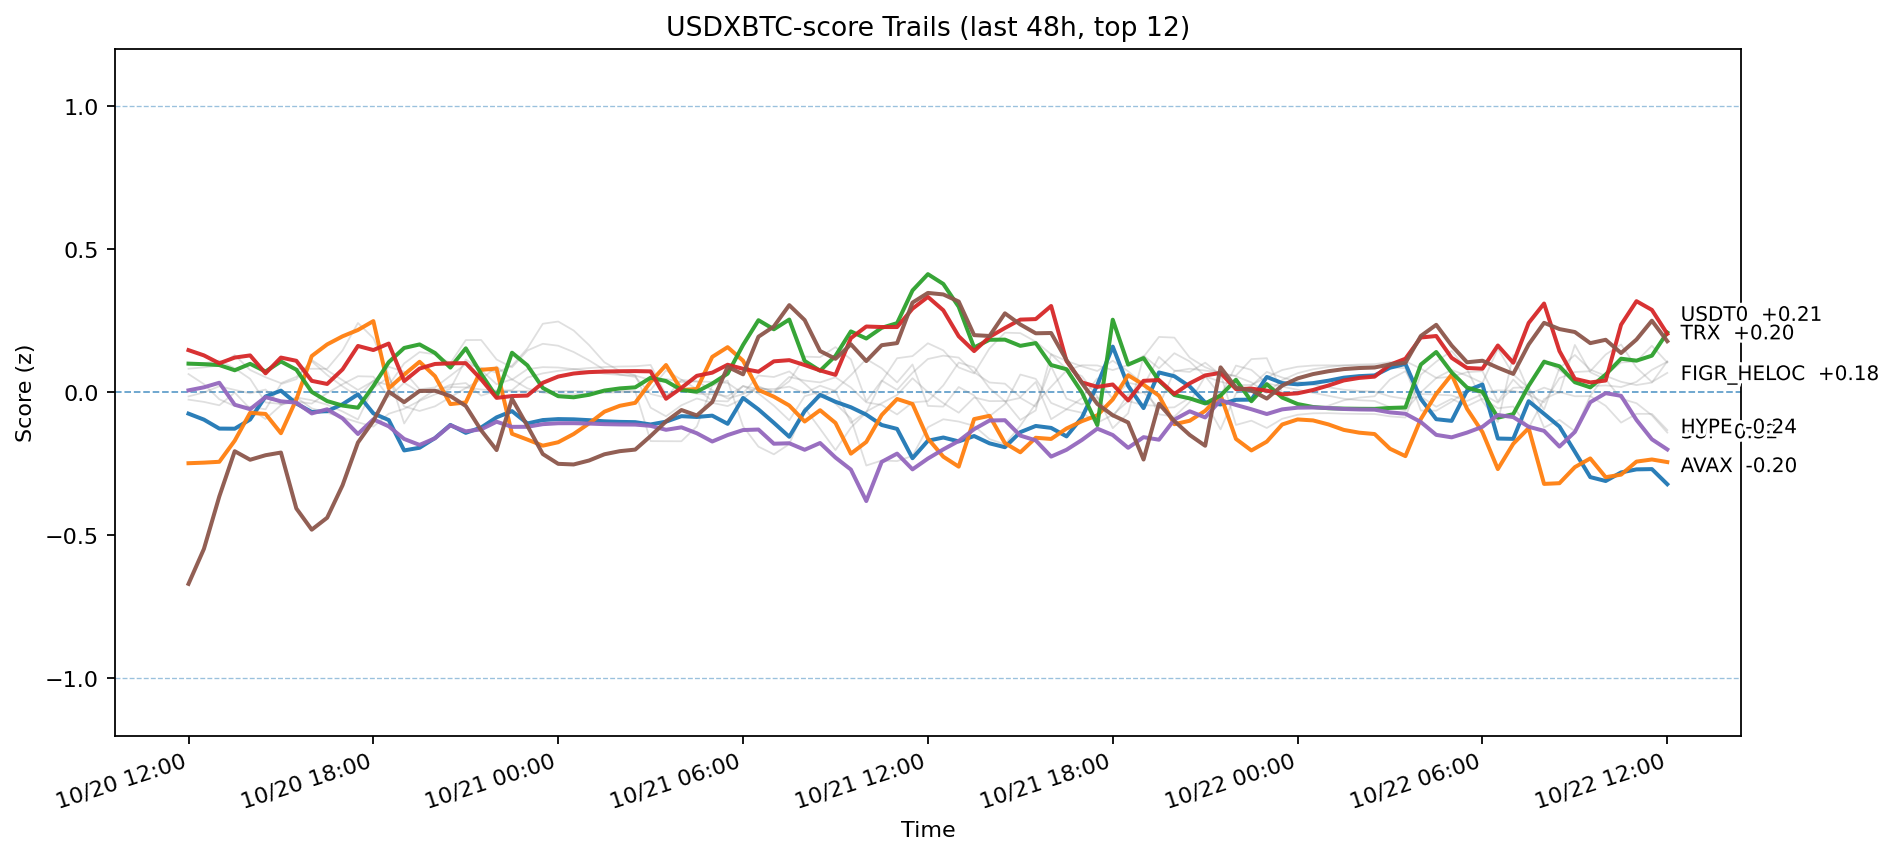 USDXBTC-score Trails (last 48h, top 12)
Score (z)
1.0
0.5
0.0
−0.5
−1.0
USDT0 +0.21
TRX +0.20
FIGR_HELOC +0.18
HYPE -0.24
AVAX -0.20
10/20 12:00
10/20 18:00
10/21 00:00
10/21 06:00
10/21 12:00
10/21 18:00
10/22 00:00
10/22 06:00
10/22 12:00
Time